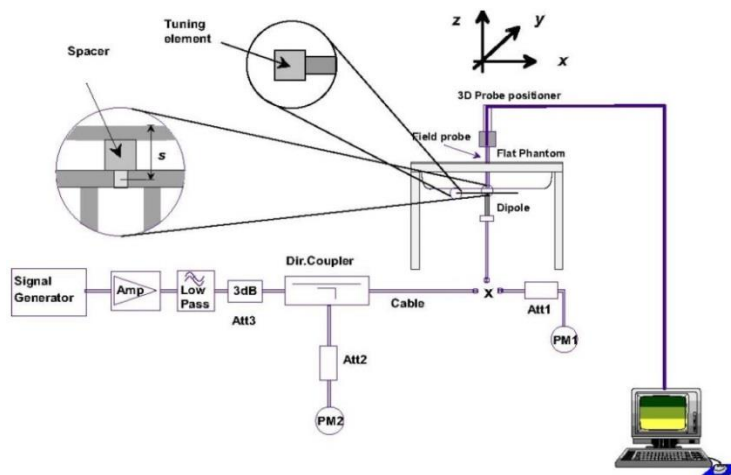 Tuning
element
Spacer
s
z
y
x
3D Probe positioner
Field probe
Flat Phantom
Dipole
Signal
Generator
Amp
Low
Pass
3dB
Att3
Dir.Coupler
Cable
X
Att1
PM1
Att2
PM2